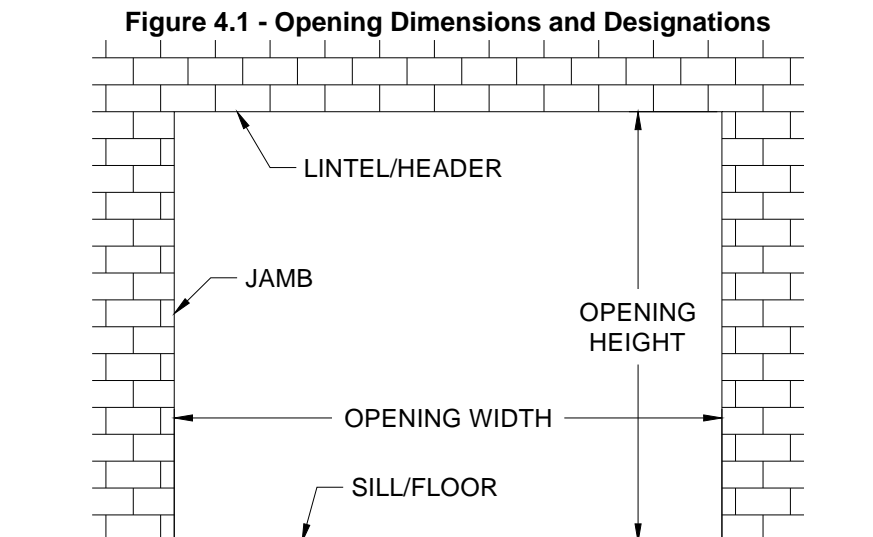 Figure 4.1 - Opening Dimensions and Designations
LINTEL/HEADER
JAMB
OPENING
HEIGHT
OPENING WIDTH
SILL/FLOOR